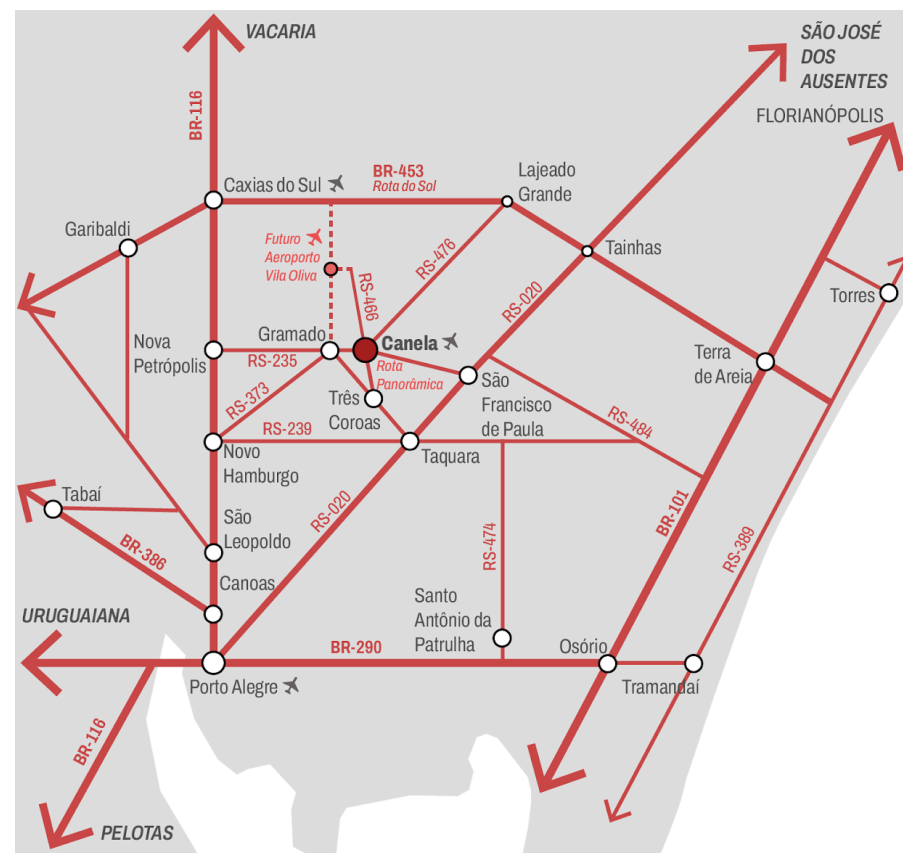 VACARIA
SÃO JOSÉ
DOS
AUSENTES
FLORIANÓPOLIS
BR-116
BR-453
Rota do Sol
Caxias do Sul
Lajeado
Grande
Garibaldi
Futuro
Aeroporto
Vila Oliva
RS-476
RS-466
Tainhas
RS-020
Torres
Nova
Petrópolis
Gramado
RS-235
Canela
Rota
Panorâmica
Terra
de Areia
São
Francisco
de Paula
Três
Coroas
RS-373
RS-239
RS-484
Novo
Hamburgo
Taquara
Tabaí
RS-020
São
Leopoldo
BR-386
RS-474
BR-101
RS-389
Canoas
URUGUAIANA
Santo
Antônio da
Patrulha
BR-290
Osório
Porto Alegre
Tramandaí
BR-116
PELOTAS